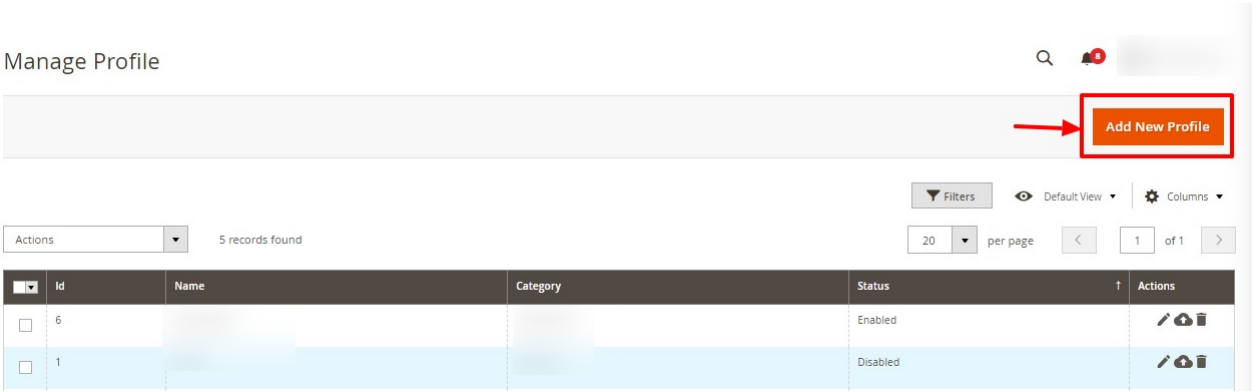 Manage Profile
8
Add New Profile
Filters
Default View
Columns
Actions
5 records found
20
per page
1
of 1
Id
Name
Category
Status
Actions
6
Enabled
1
Disabled